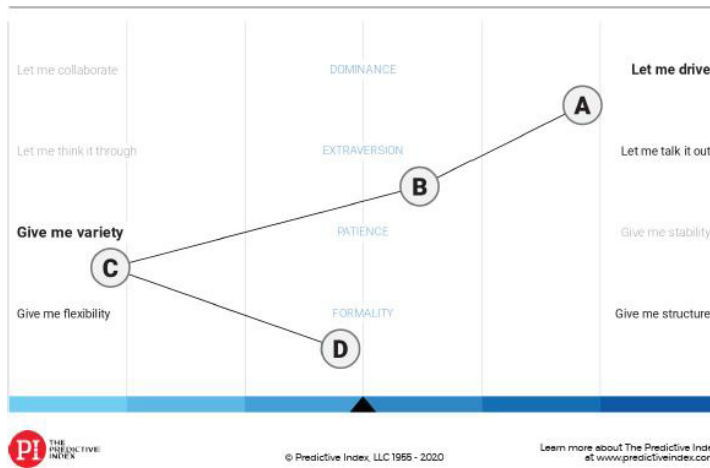 Let me collaborate DOMINANCE Let me drive
A
Let me think it through EXTRAVERSION Let me talk it out
B
Give me variety PATIENCE Give me stability
C
Give me flexibility FORMALITY Give me structure
D
PI THE
PREDICTIVE
INDEX
© Predictive Index, LLC 1955 - 2020
Learn more about The Predictive Inde
at www.predictiveindex.com